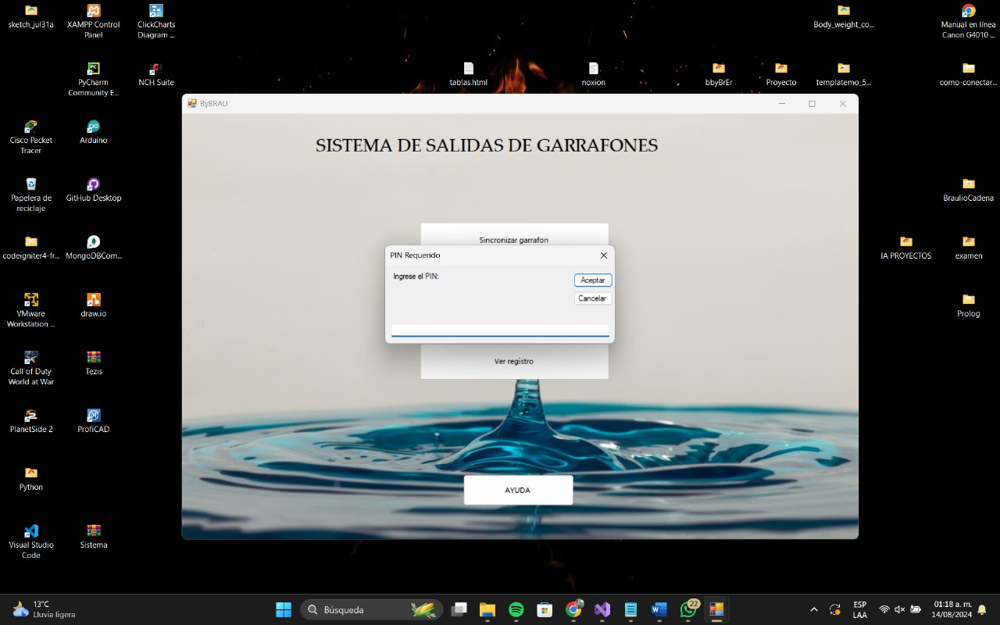 sketch_jul31a
XAMPP Control
Panel
ClickCharts
Diagram ...
Body_weight_co...
Manual en línea
Canon G4010 ...
PyCharm
Community E...
NCH Suite
tablas.html
noxion
bbyBrEr
Proyecto
templatemo_5...
como-conectar...
ByBRAU
SISTEMA DE SALIDAS DE GARRAFONES
Cisco Packet
Tracer
Arduino
Papelera de
reciclaje
GitHub Desktop
BraulioCadena
Sincronizar garrafon
PIN Requerido
Ingrese el PIN:
Aceptar
Cancelar
codeigniter4-fr...
MongoDBCom...
IA PROYECTOS
examen
VMware
Workstation ...
draw.io
Prolog
Ver registro
Call of Duty
World at War
Tezis
PlanetSide 2
ProfiCAD
Python
AYUDA
Visual Studio
Code
Sistema
13°C
Lluvia ligera
Búsqueda
22
ESP
LAA
01:18 a. m.
14/08/2024